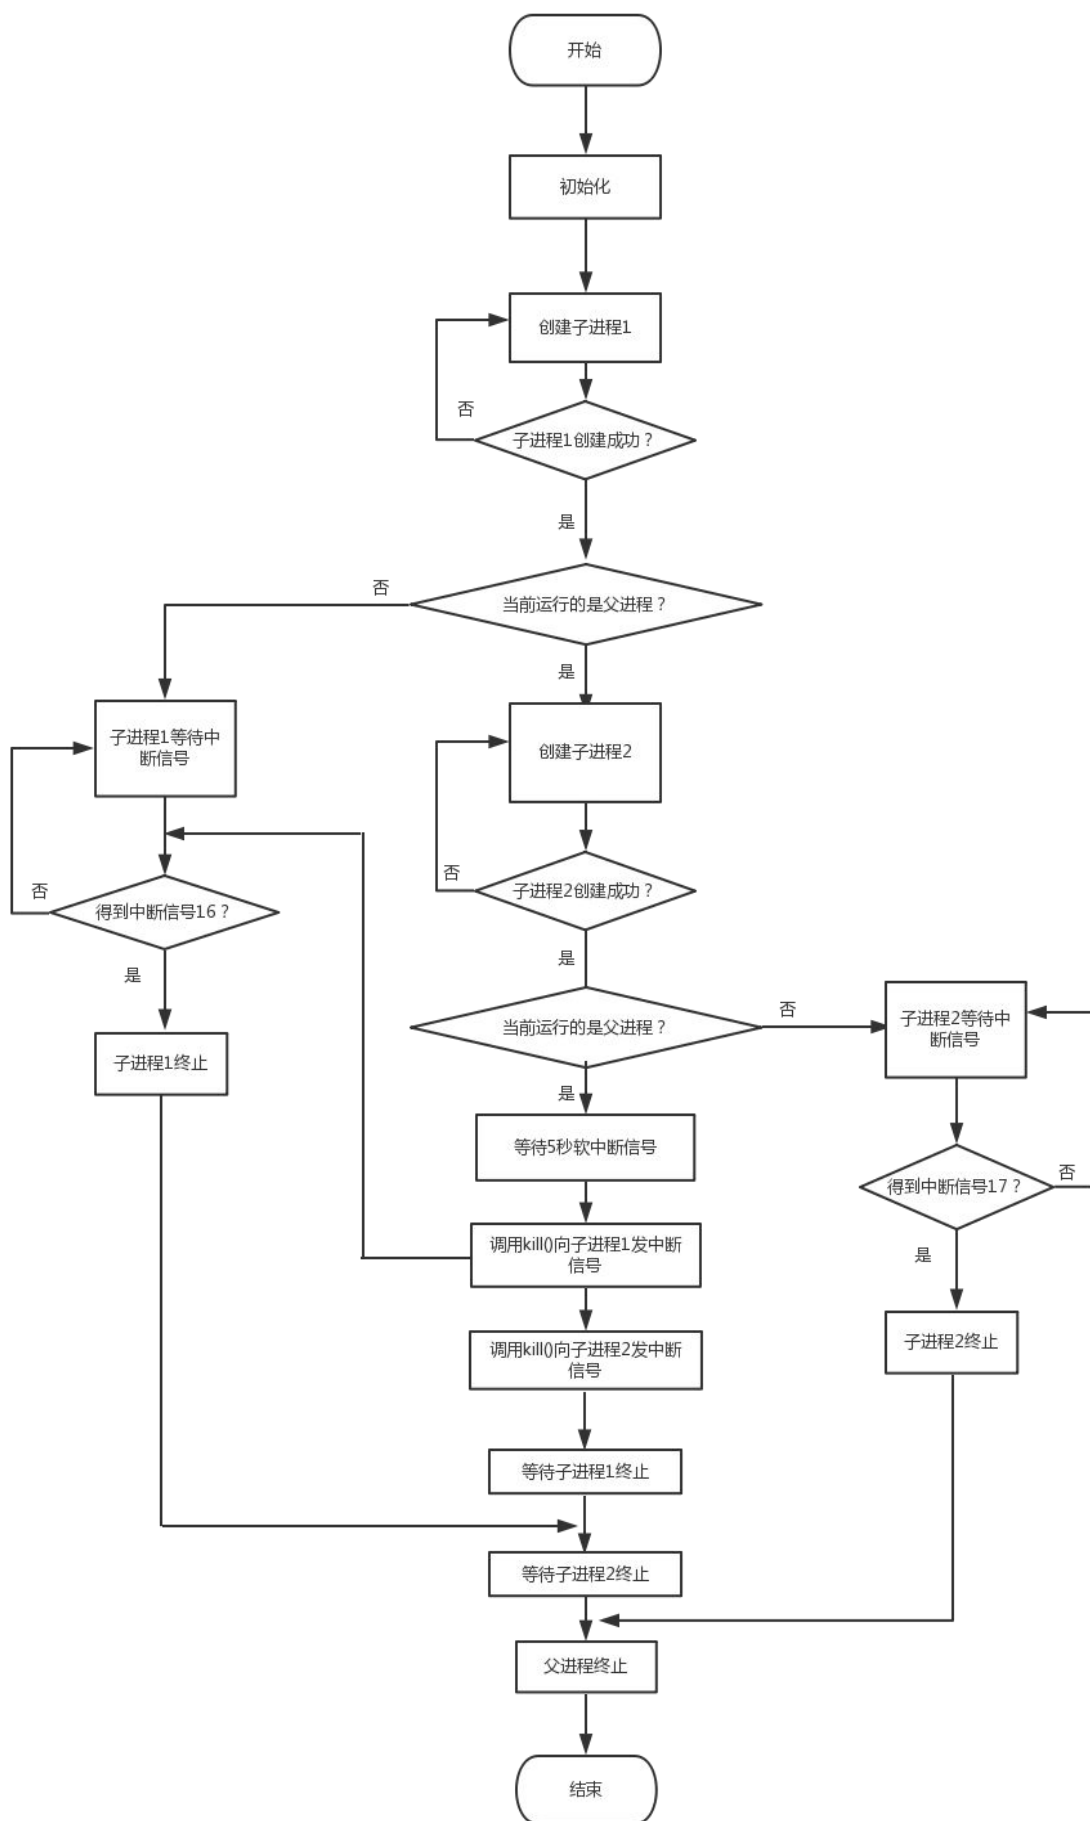 开始
初始化
创建子进程1
否
子进程1创建成功？
是
否
当前运行的是父进程？
是
子进程1等待中
断信号
创建子进程2
否
子进程2创建成功？
否
得到中断信号16？
是
是
当前运行的是父进程？
否
子进程2等待中
断信号
子进程1终止
是
等待5秒软中断信号
否
得到中断信号17？
是
调用kill()向子进程1发中断
信号
调用kill()向子进程2发中断
信号
子进程2终止
等待子进程1终止
等待子进程2终止
父进程终止
结束